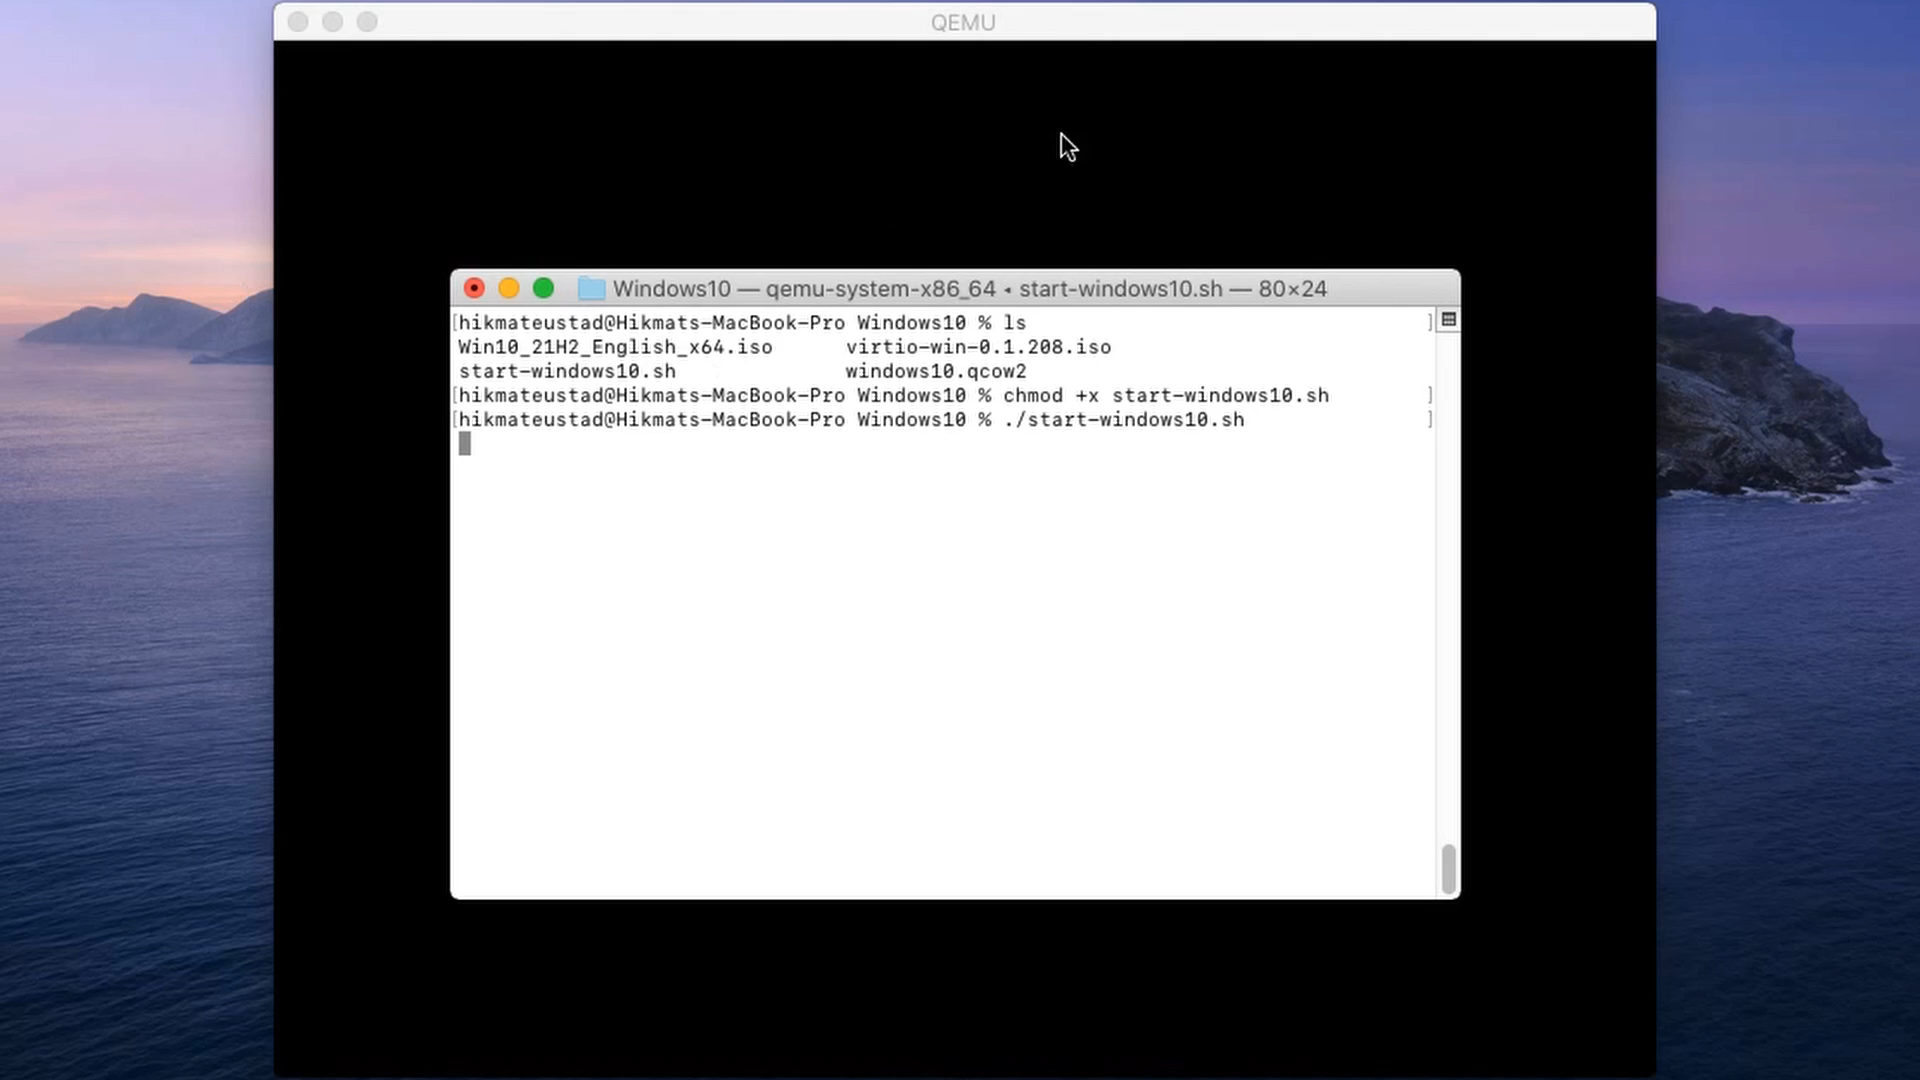 QEMU
Windows10 — qemu-system-x86_64 ◂ start-windows10.sh — 80×24
[hikmateustad@Hikmats-MacBook-Pro Windows10 % ls ]
Win10_21H2_English_x64.iso virtio-win-0.1.208.iso
start-windows10.sh windows10.qcow2
[hikmateustad@Hikmats-MacBook-Pro Windows10 % chmod +x start-windows10.sh ]
[hikmateustad@Hikmats-MacBook-Pro Windows10 % ./start-windows10.sh ]